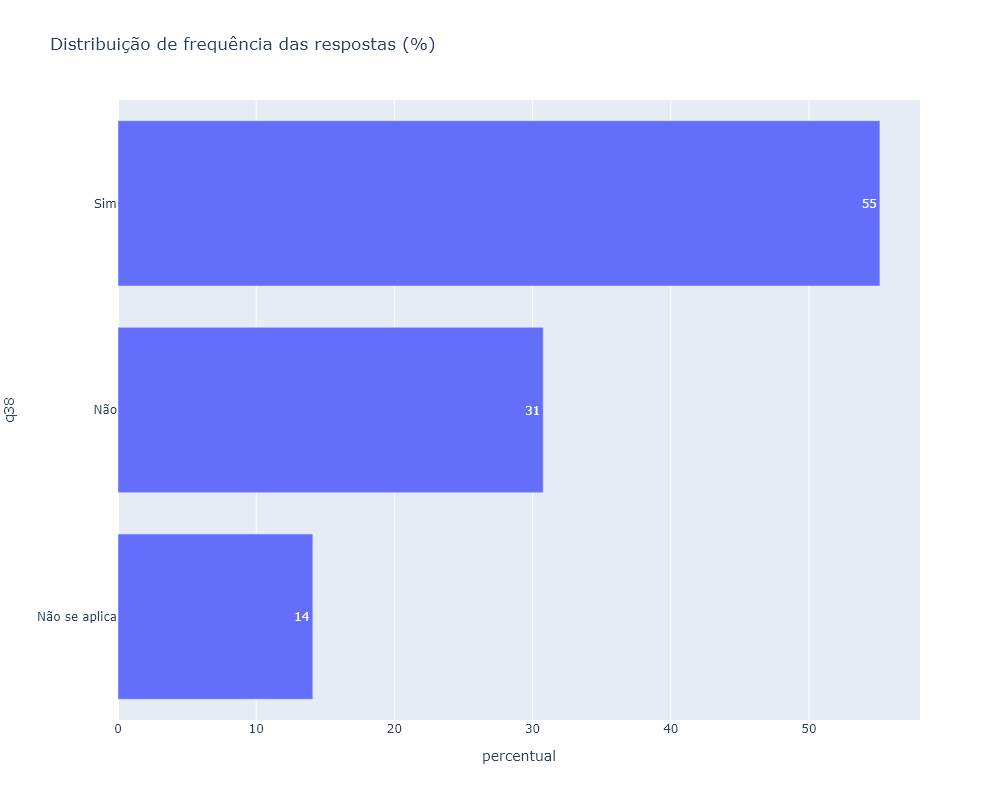 Distribuição de frequência das respostas (%)
Sim
55
Não
31
q38
Não se aplica
14
0 10 20 30 40 50
percentual